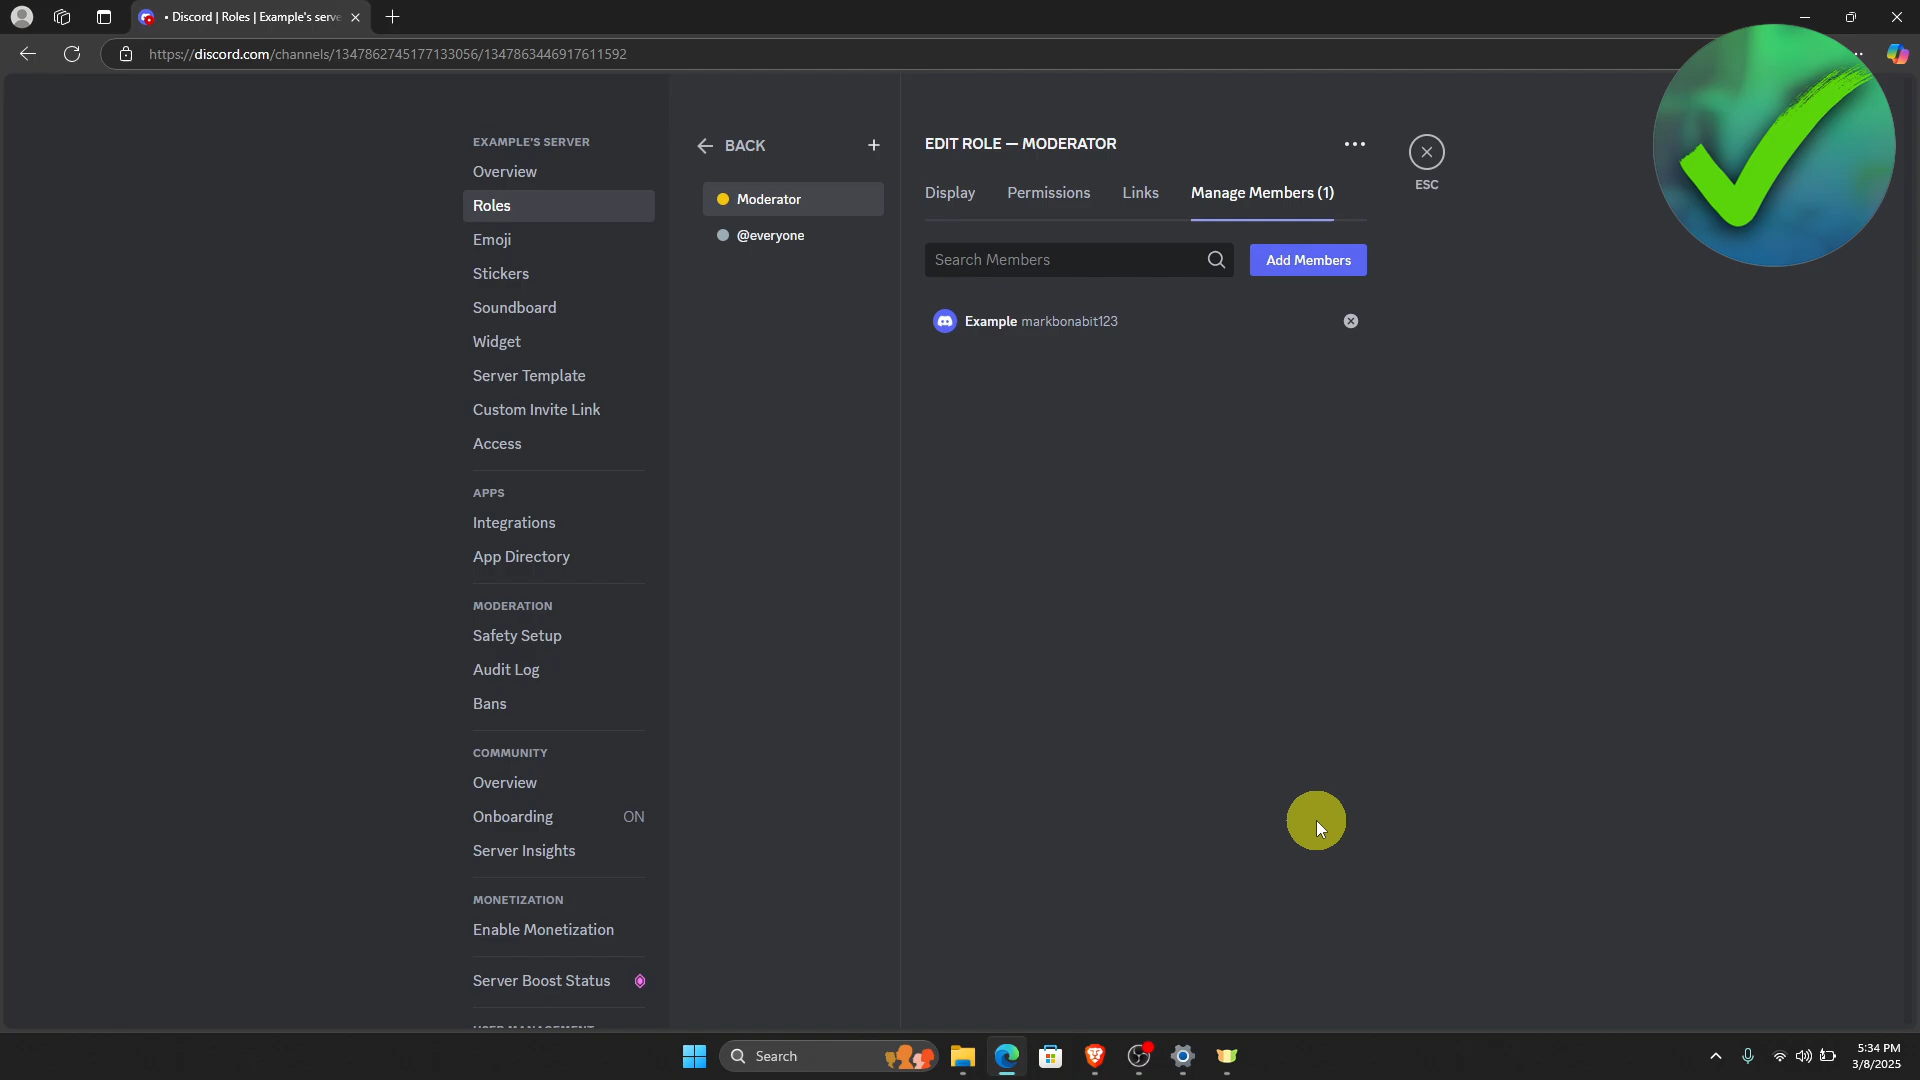 • Discord | Roles | Example's serve
https://discord.com/channels/1347862745177133056/1347863446917611592
EXAMPLE'S SERVER
Overview
Roles
Emoji
Stickers
Soundboard
Widget
Server Template
Custom Invite Link
Access
APPS
Integrations
App Directory
MODERATION
Safety Setup
Audit Log
Bans
COMMUNITY
Overview
Onboarding ON
Server Insights
MONETIZATION
Enable Monetization
Server Boost Status
USER MANAGEMENT
BACK
Moderator
@everyone
EDIT ROLE — MODERATOR
Display Permissions Links Manage Members (1)
Search Members Add Members
Example markbonabit123
ESC
Search
5:34 PM
3/8/2025